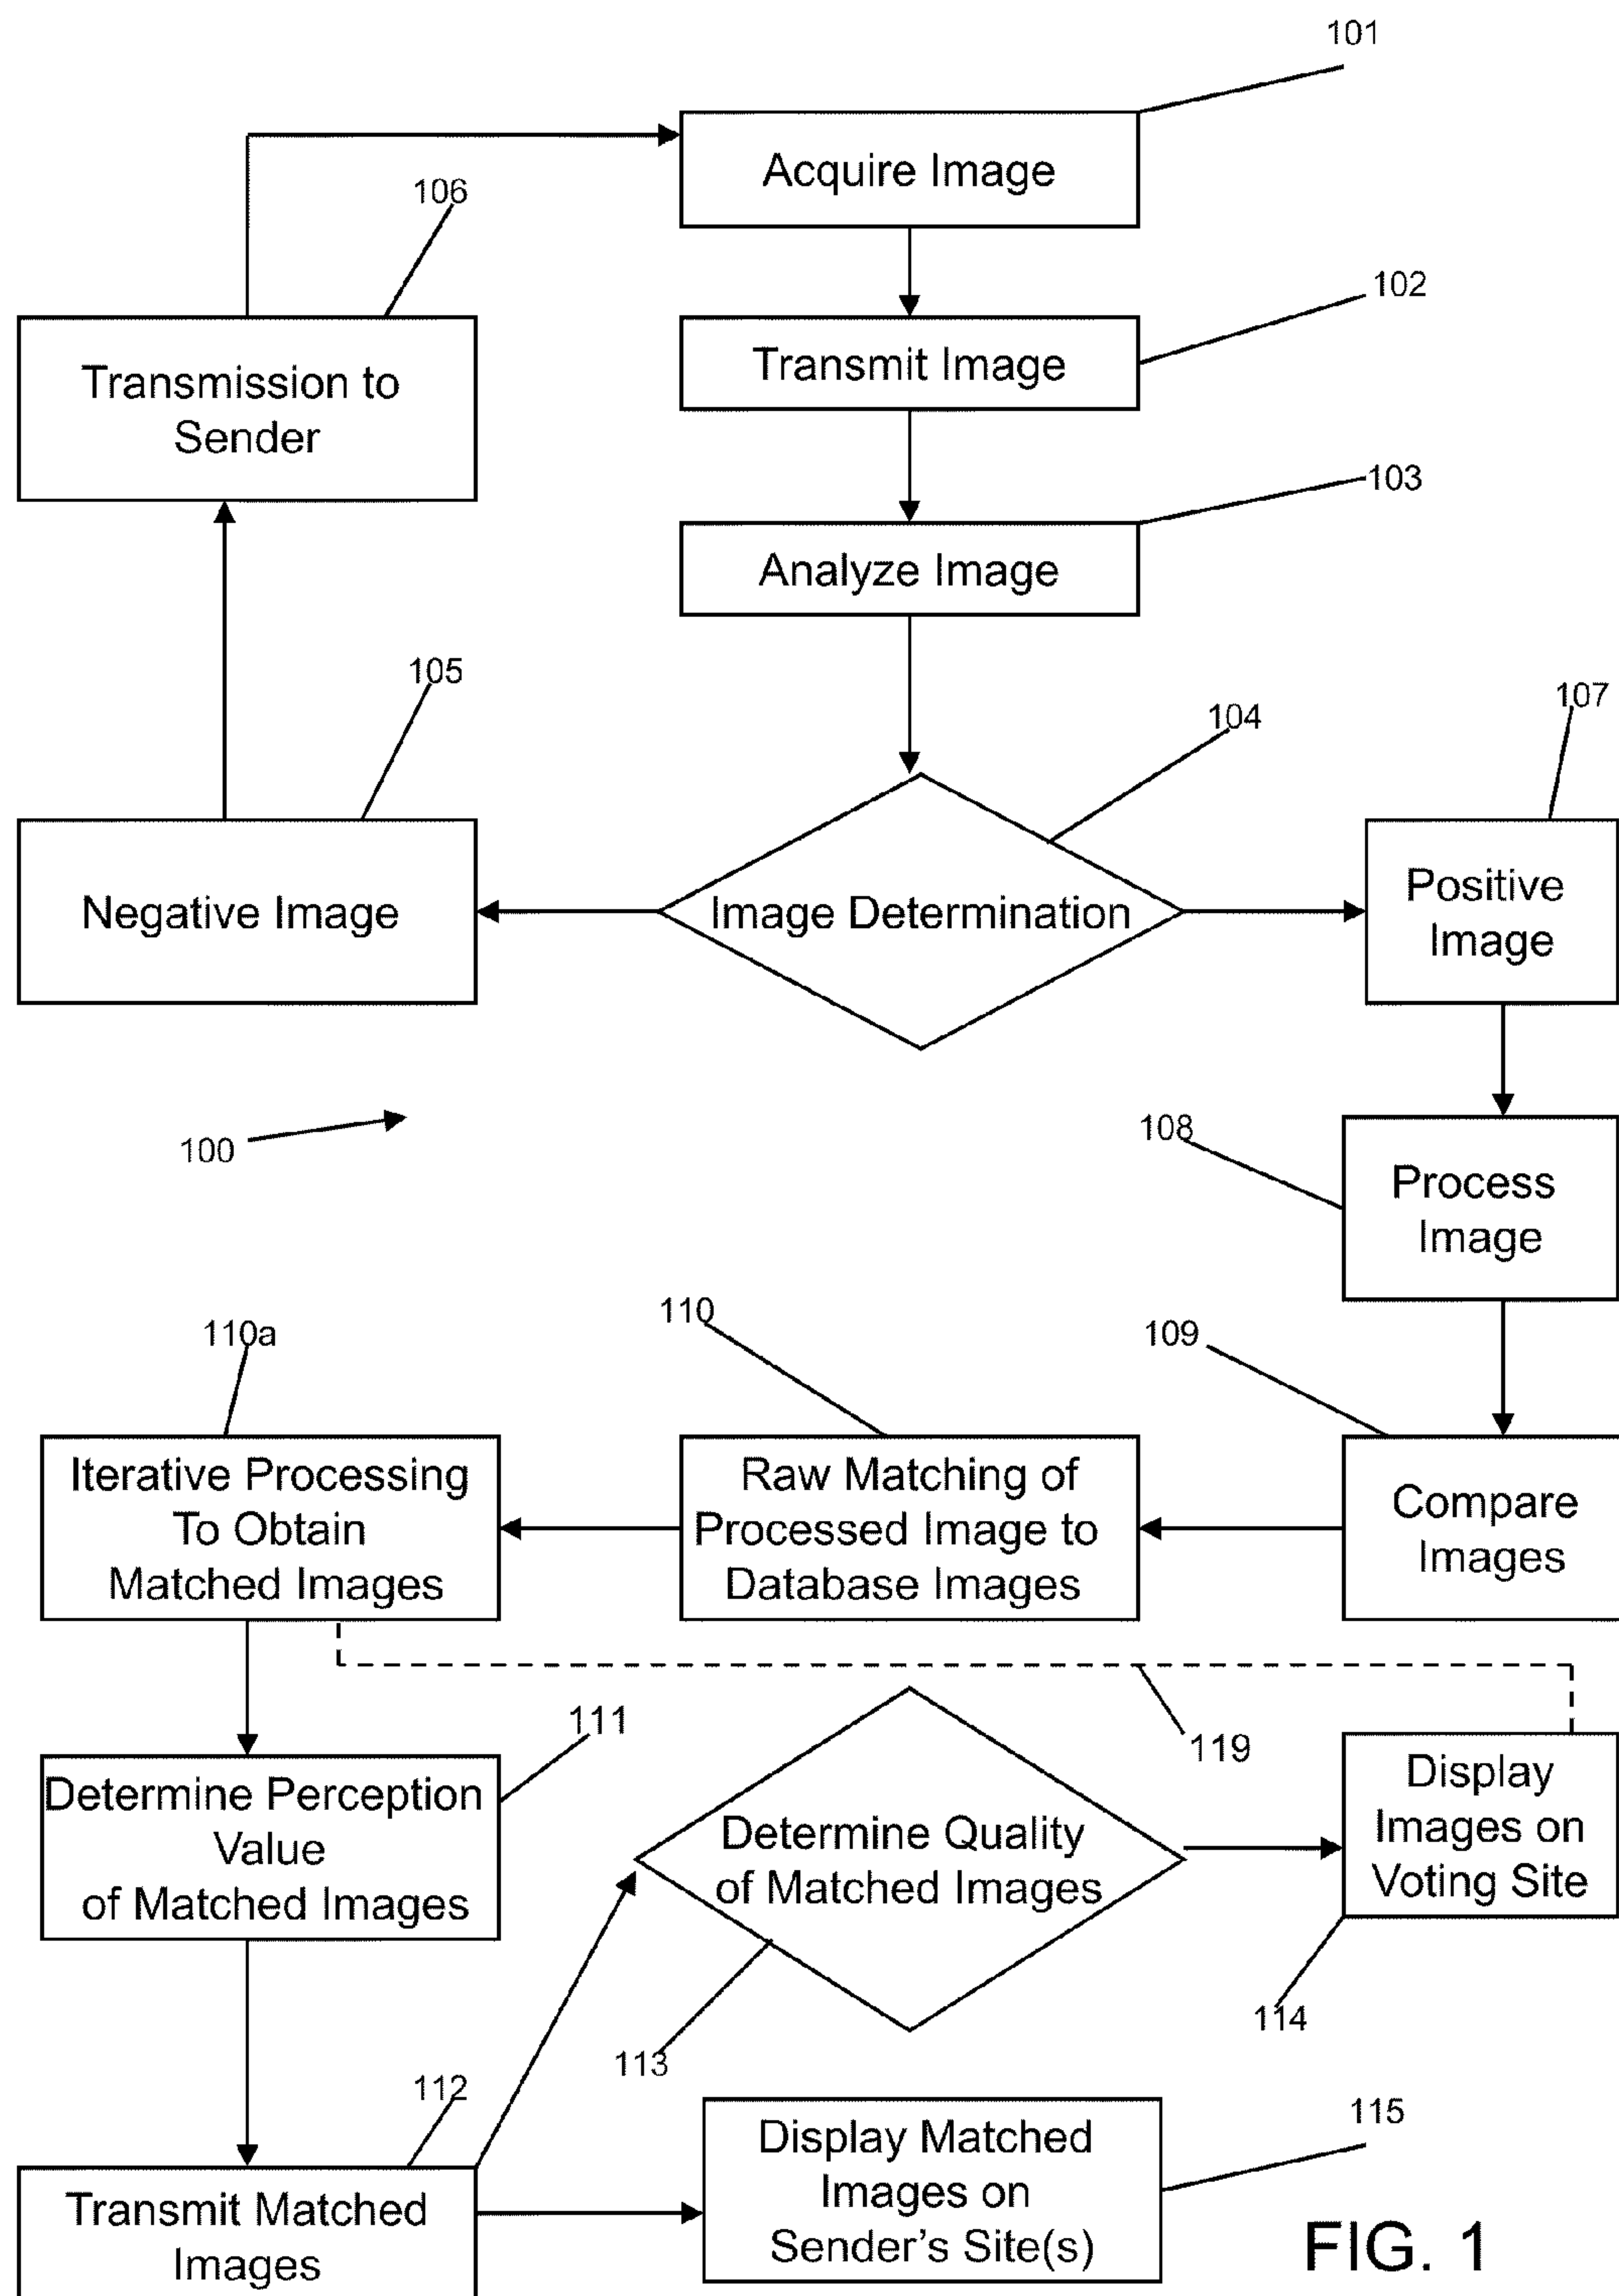 101
Acquire Image
106
102
Transmit Image
Transmission to
Sender
103
Analyze Image
105
104
107
Negative Image
Image Determination
Positive
Image
100
108
Process
Image
110a
110
109
Iterative Processing
To Obtain
Matched Images
Raw Matching of
Processed Image to
Database Images
Compare
Images
111
119
Determine Perception
Value
of Matched Images
Determine Quality
of Matched Images
Display
Images on
Voting Site
113
114
112
Transmit Matched
Images
Display Matched
Images on
Sender's Site(s)
115
FIG. 1